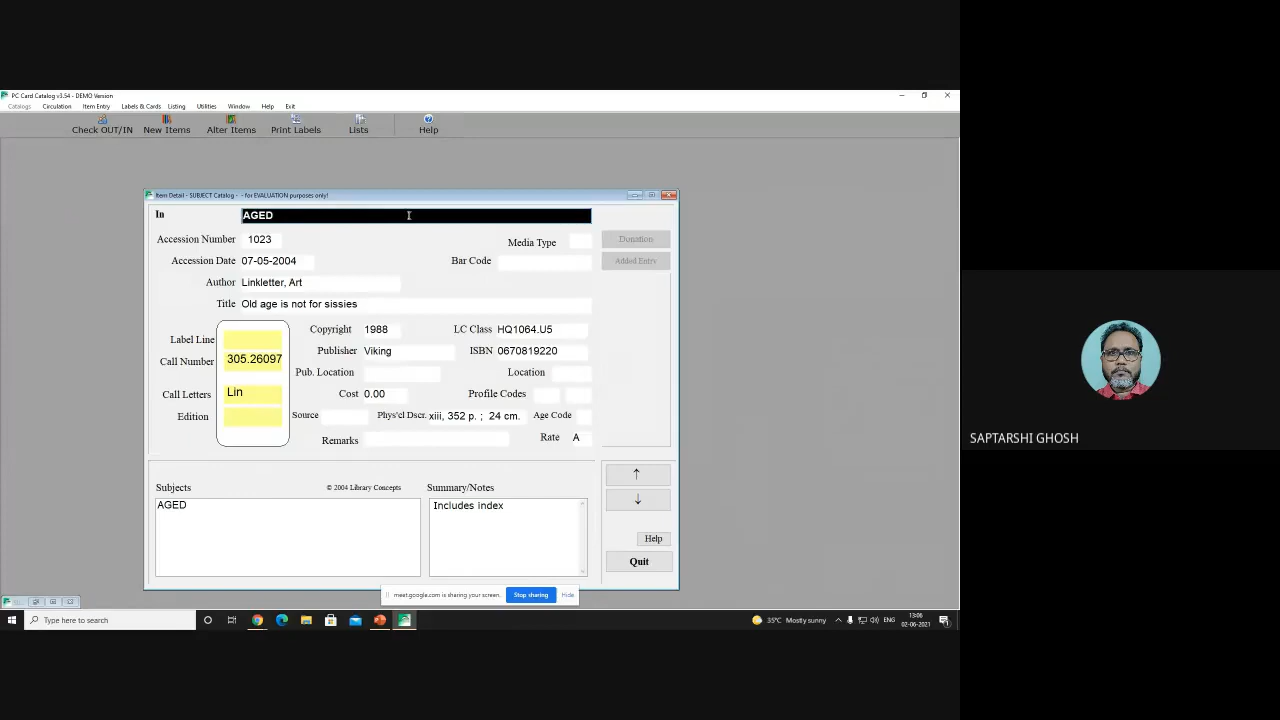 PC Card Catalog v3.54 - DEMO Version
Catalogs Circulation Item Entry Labels & Cards Listing Utilities Window Help Exit
Check OUT/IN New Items Alter Items Print Labels Lists Help
Item Detail - SUBJECT Catalog - - for EVALUATION purposes only!
In AGED
Accession Number 1023 Media Type Donation
Accession Date 07-05-2004 Bar Code Added Entry
Author Linkletter, Art
Title Old age is not for sissies
Label Line Copyright 1988 LC Class HQ1064.U5
Call Number 305.26097 Publisher Viking ISBN 0670819220
Pub. Location Location
Call Letters Lin Cost 0.00 Profile Codes
Edition Source Phys'cl Dscr. xiii, 352 p. ; 24 cm. Age Code
Remarks Rate A
Subjects © 2004 Library Concepts Summary/Notes
AGED Includes index
Help
Quit
meet.google.com is sharing your screen. Stop sharing Hide
Type here to search
35°C Mostly sunny ENG 13:06
02-06-2021
SAPTARSHI GHOSH